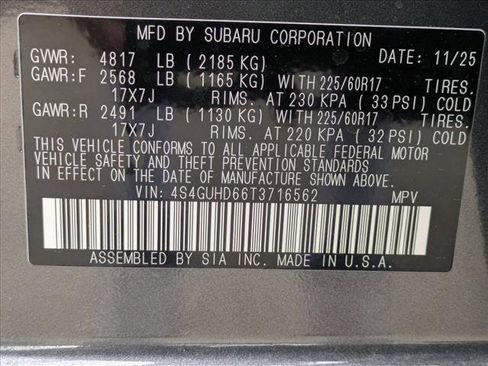 MFD BY SUBARU CORPORATION
GVWR: 4817 LB ( 2185 KG) DATE: 11/25
GAWR:F 2568 LB ( 1165 KG) WITH 225/60R17 TIRES.
17X7J RIMS. AT 230 KPA ( 33 PSI) COLD
GAWR:R 2491 LB ( 1130 KG) WITH 225/60R17 TIRES.
17X7J RIMS. AT 220 KPA ( 32 PSI) COLD
THIS VEHICLE CONFORMS TO ALL APPLICABLE FEDERAL MOTOR
VEHICLE SAFETY AND THEFT PREVENTION STANDARDS
IN EFFECT ON THE DATE OF MANUFACTURE SHOWN ABOVE.
VIN: 4S4GUHD66T3716562 MPV
ASSEMBLED BY SIA INC. MADE IN U.S.A.